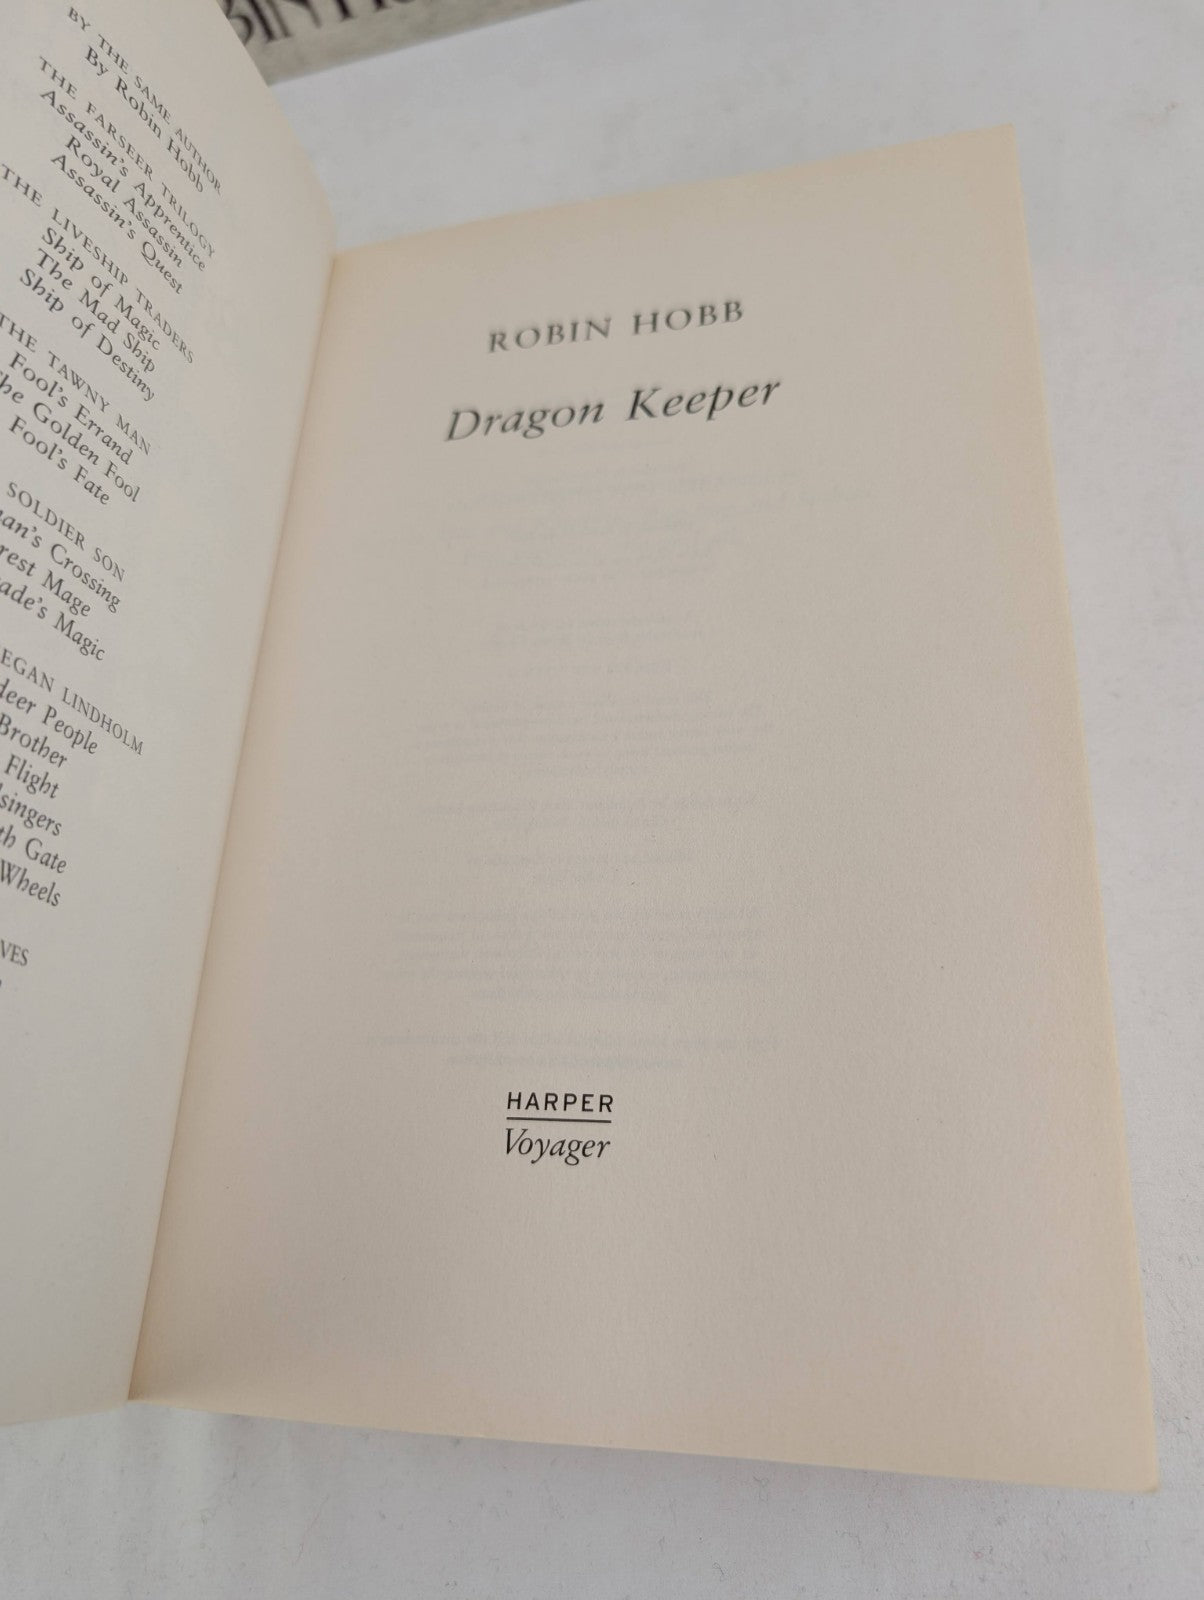 BY THE SAME AUTHOR
By Robin Hobb
THE FARSEER TRILOGY
Assassin's Apprentice
Royal Assassin
Assassin's Quest
THE LIVESHIP TRADERS
Ship of Magic
The Mad Ship
Ship of Destiny
THE TAWNY MAN
Fool's Errand
The Golden Fool
Fool's Fate
SOLDIER SON
Crossing
Mage
Magic
LINDHOLM
People
Brother
Flight
Gate
Wheels
ROBIN HOBB
Dragon Keeper
HARPER
Voyager